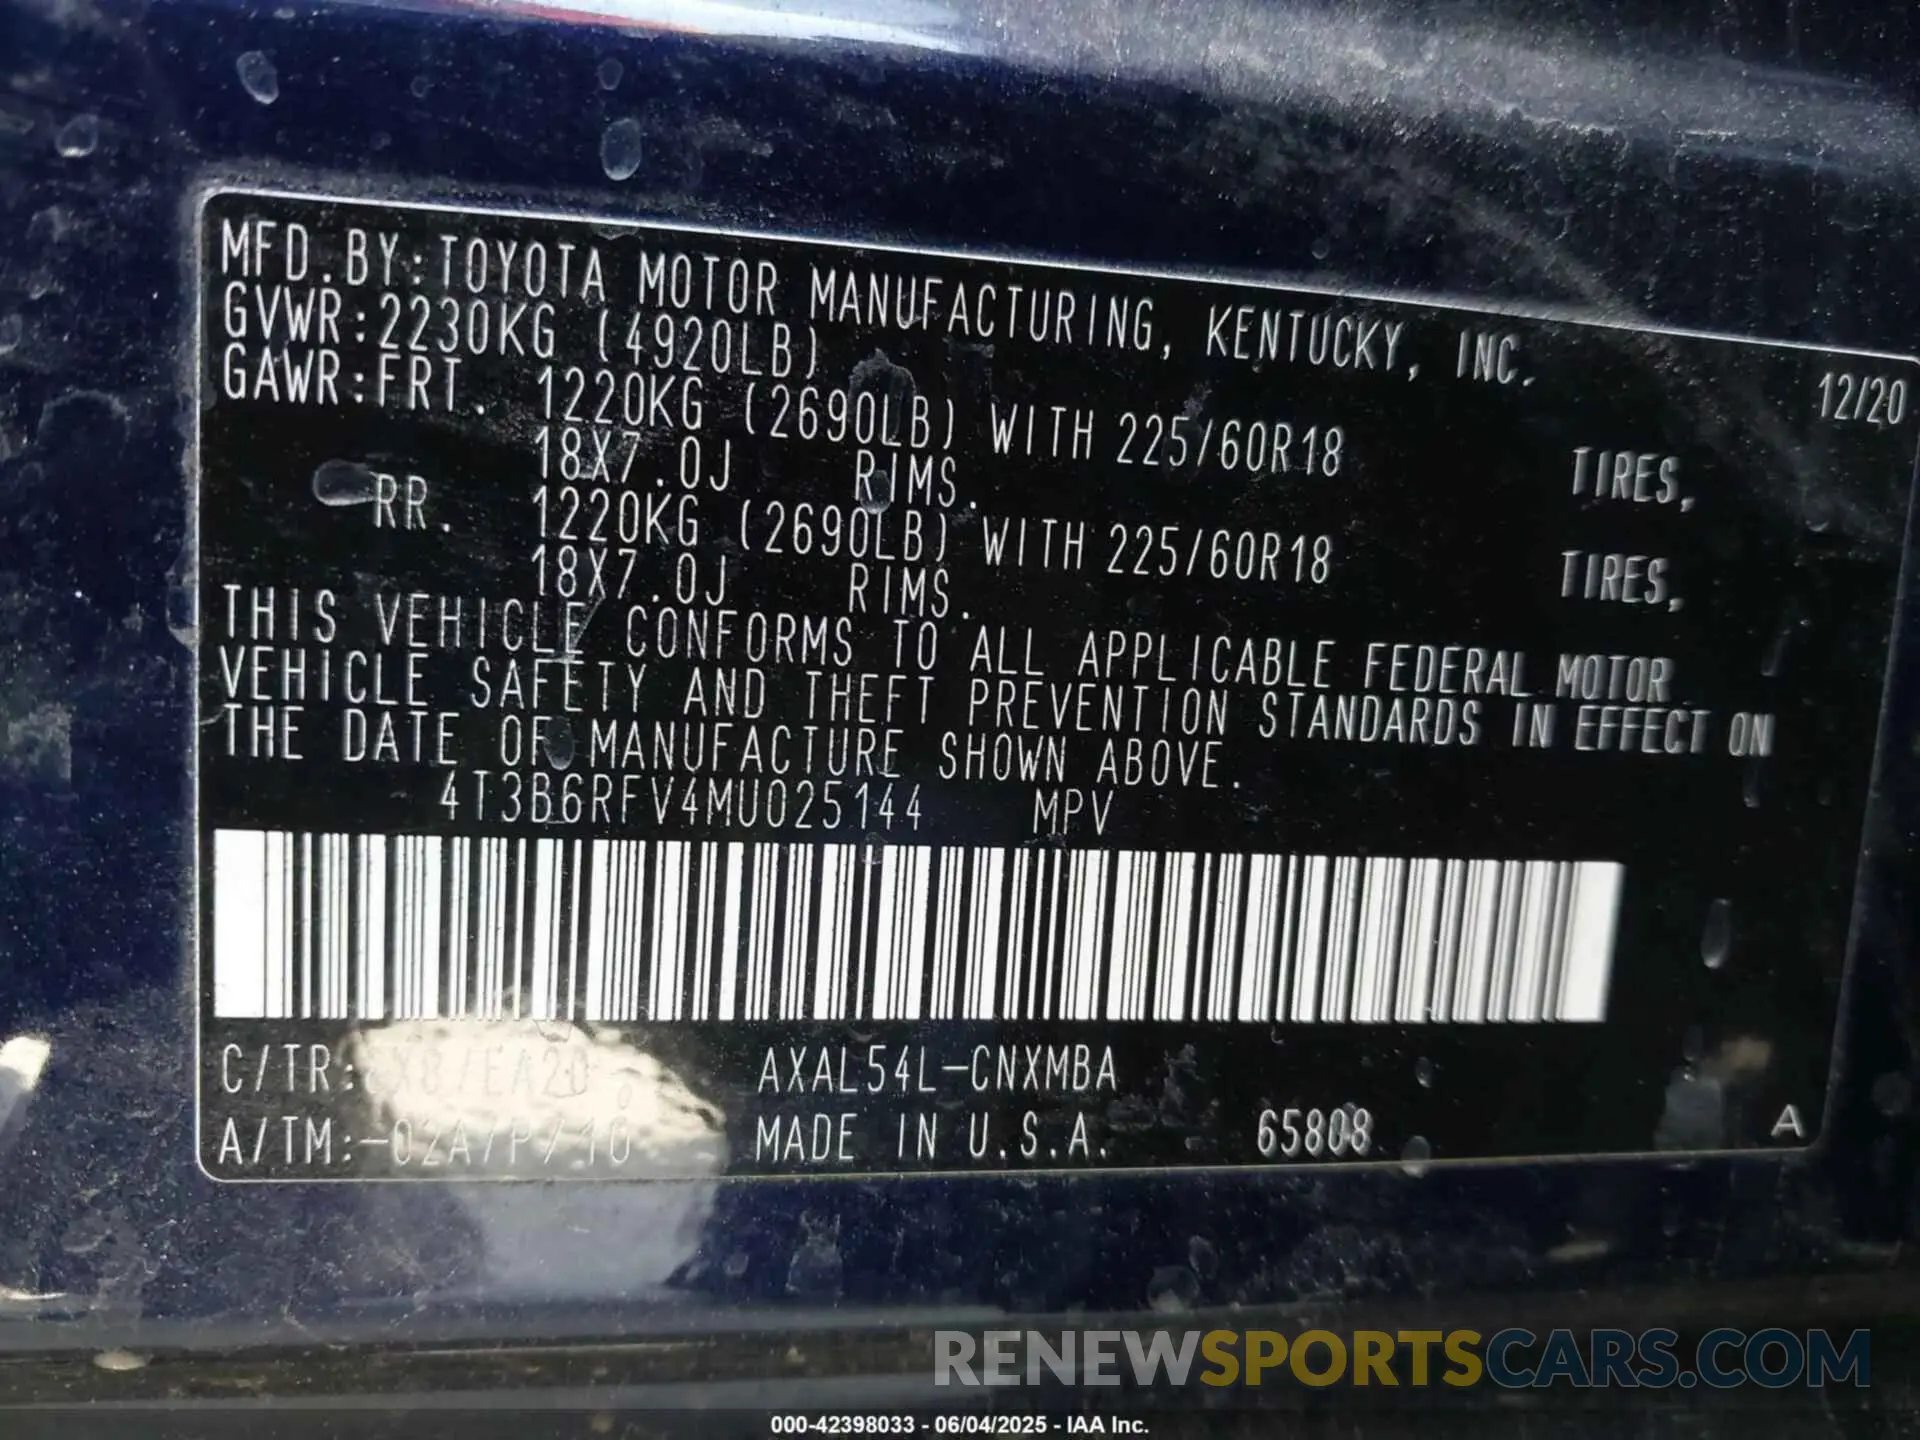 MFD.BY:TOYOTA MOTOR MANUFACTURING, KENTUCKY, INC.
12/20
GVWR:2230KG (4920LB)
GAWR:FRT. 1220KG (2690LB) WITH 225/60R18 TIRES,
18X7.0J RIMS.
RR. 1220KG (2690LB) WITH 225/60R18 TIRES,
18X7.0J RIMS.
THIS VEHICLE CONFORMS TO ALL APPLICABLE FEDERAL MOTOR
VEHICLE SAFETY AND THEFT PREVENTION STANDARDS IN EFFECT ON
THE DATE OF MANUFACTURE SHOWN ABOVE.
4T3B6RFV4MU025144 MPV
C/TR: AXAL54L-CNXMBA
A/TM:-02A/P/10 MADE IN U.S.A. 65808 A
RENEWSPORTSCARS.COM
000-42398033 - 06/04/2025 - IAA Inc.